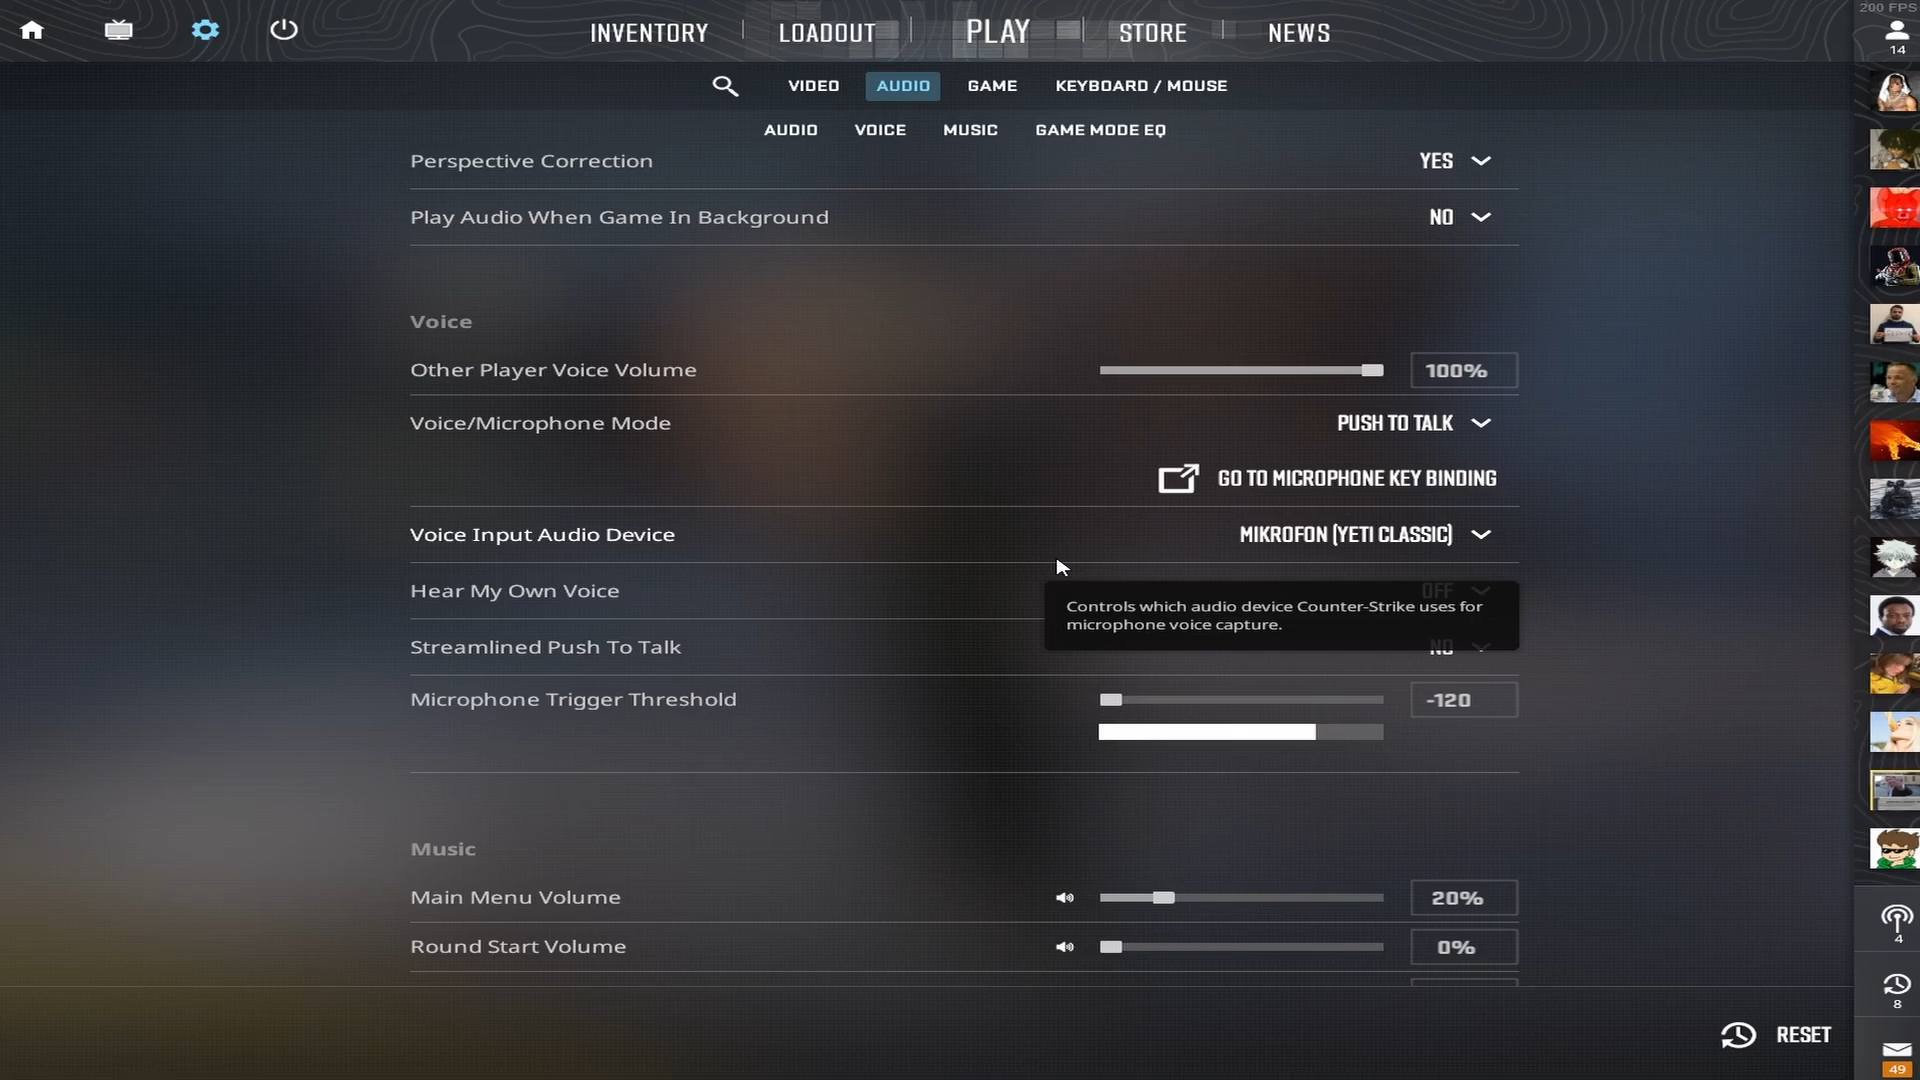 200 FPS
INVENTORY
LOADOUT
PLAY
STORE
NEWS
14
VIDEO
AUDIO
GAME
KEYBOARD / MOUSE
AUDIO
VOICE
MUSIC
GAME MODE EQ
Perspective Correction
YES
Play Audio When Game In Background
NO
Voice
Other Player Voice Volume
100%
Voice/Microphone Mode
PUSH TO TALK
GO TO MICROPHONE KEY BINDING
Voice Input Audio Device
MIKROFON (YETI CLASSIC)
Hear My Own Voice
OFF
Controls which audio device Counter-Strike uses for
microphone voice capture.
Streamlined Push To Talk
NO
Microphone Trigger Threshold
-120
Music
Main Menu Volume
20%
Round Start Volume
0%
4
8
RESET
49